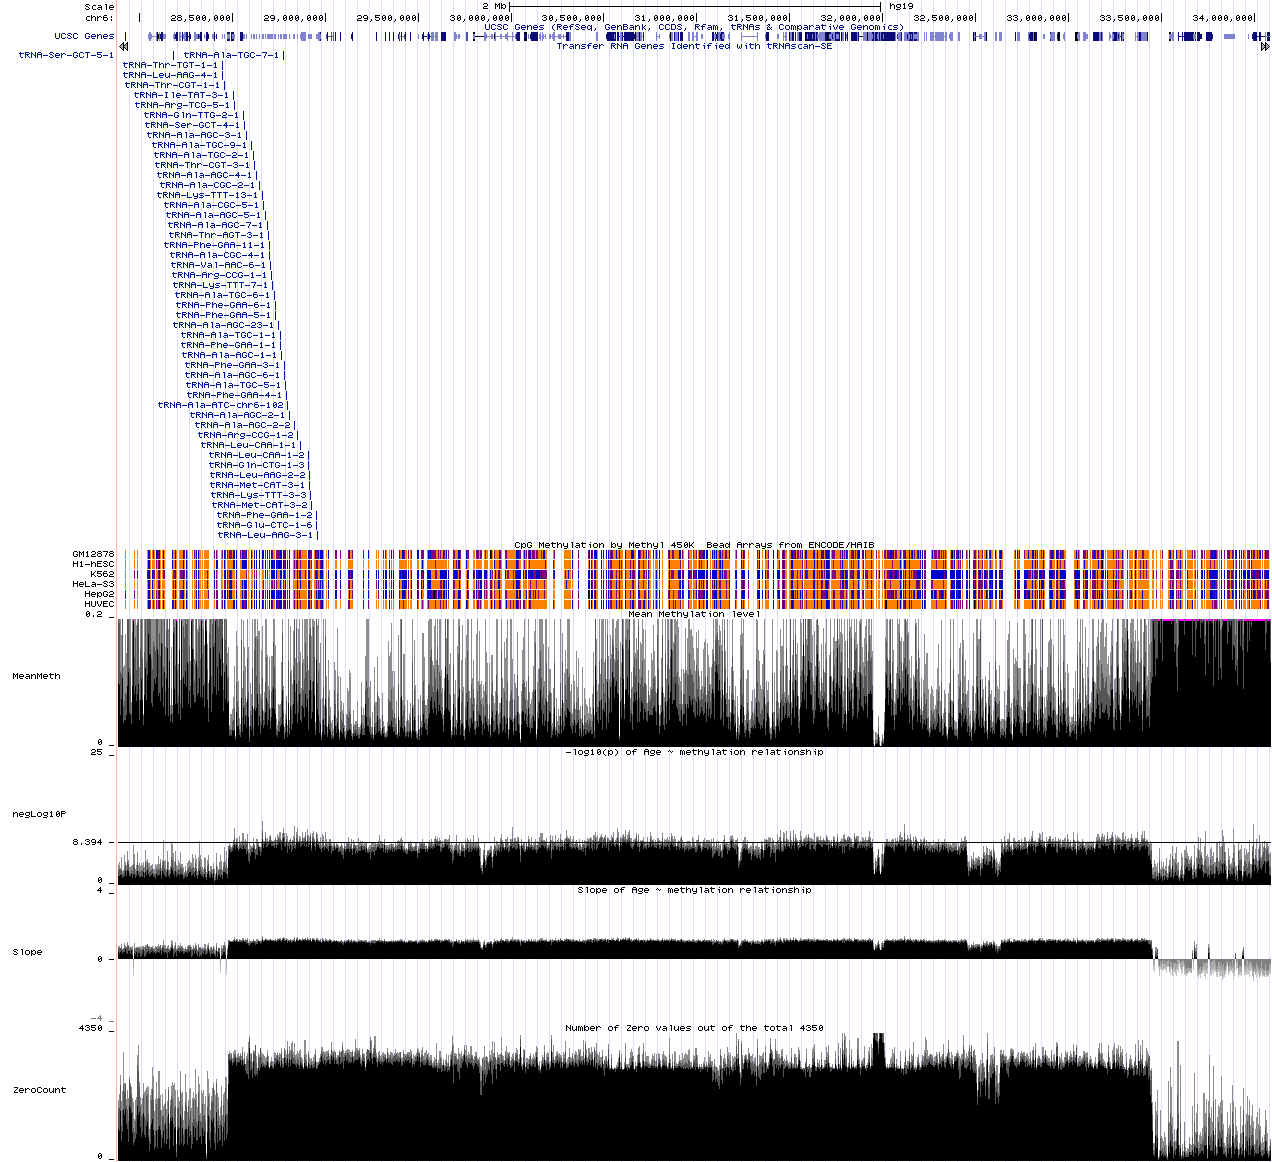 Scale 2 Mb hg19
chr6: 28,500,000 29,000,000 29,500,000 30,000,000 30,500,000 31,000,000 31,500,000 32,000,000 32,500,000 33,000,000 33,500,000 34,000,000
UCSC Genes (RefSeq, GenBank, CCDS, Rfam, tRNAs & Comparative Genomics)
UCSC Genes
Transfer RNA Genes Identified with tRNAscan-SE
tRNA-Ser-GCT-5-1 tRNA-Ala-TGC-7-1
tRNA-Thr-TGT-1-1
tRNA-Leu-AAG-4-1
tRNA-Thr-CGT-1-1
tRNA-Ile-TAT-3-1
tRNA-Arg-TCG-5-1
tRNA-Gln-TTG-2-1
tRNA-Ser-GCT-4-1
tRNA-Ala-AGC-3-1
tRNA-Ala-TGC-9-1
tRNA-Ala-TGC-2-1
tRNA-Thr-CGT-3-1
tRNA-Ala-AGC-4-1
tRNA-Ala-CGC-2-1
tRNA-Lys-TTT-13-1
tRNA-Ala-CGC-5-1
tRNA-Ala-AGC-5-1
tRNA-Ala-AGC-7-1
tRNA-Thr-AGT-3-1
tRNA-Phe-GAA-11-1
tRNA-Ala-CGC-4-1
tRNA-Val-AAC-6-1
tRNA-Arg-CCG-1-1
tRNA-Lys-TTT-7-1
tRNA-Ala-TGC-6-1
tRNA-Phe-GAA-6-1
tRNA-Phe-GAA-5-1
tRNA-Ala-AGC-23-1
tRNA-Ala-TGC-1-1
tRNA-Phe-GAA-1-1
tRNA-Ala-AGC-1-1
tRNA-Phe-GAA-3-1
tRNA-Ala-AGC-6-1
tRNA-Ala-TGC-5-1
tRNA-Phe-GAA-4-1
tRNA-Ala-ATC-chr6-102
tRNA-Ala-AGC-2-1
tRNA-Ala-AGC-2-2
tRNA-Arg-CCG-1-2
tRNA-Leu-CAA-1-1
tRNA-Leu-CAA-1-2
tRNA-Gln-CTG-1-3
tRNA-Leu-AAG-2-2
tRNA-Met-CAT-3-1
tRNA-Lys-TTT-3-3
tRNA-Met-CAT-3-2
tRNA-Phe-GAA-1-2
tRNA-Glu-CTC-1-6
tRNA-Leu-AAG-3-1
CpG Methylation by Methyl 450K Bead Arrays from ENCODE/HAIB
GM12878
H1-hESC
K562
HeLa-S3
HepG2
HUVEC
Mean Methylation level
0.2
MeanMeth
0
-log10(p) of Age ~ methylation relationship
25
negLog10P
8.394
0
Slope of Age ~ methylation relationship
4
Slope
0
-4
Number of Zero values out of the total 4350
4350
ZeroCount
0